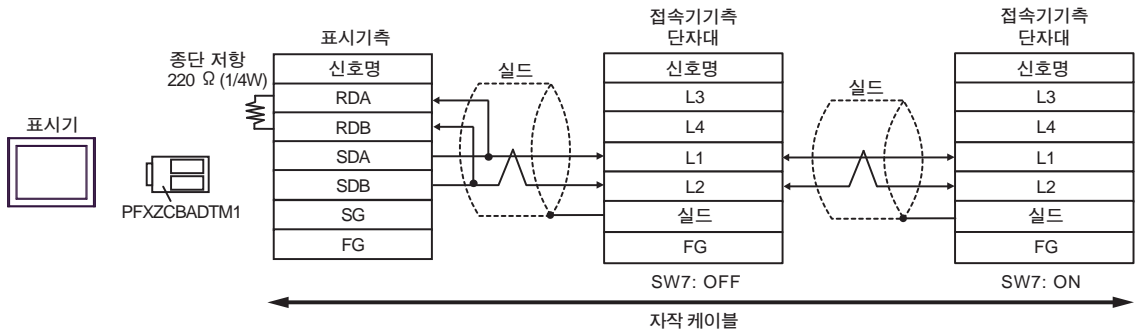 표시기
PFXZCBADTM1
종단 저항
220 Ω (1/4W)
표시기측
신호명
RDA
RDB
SDA
SDB
SG
FG
실드
접속기기측
단자대
신호명
L3
L4
L1
L2
실드
FG
SW7: OFF
실드
접속기기측
단자대
신호명
L3
L4
L1
L2
실드
FG
SW7: ON
자작 케이블